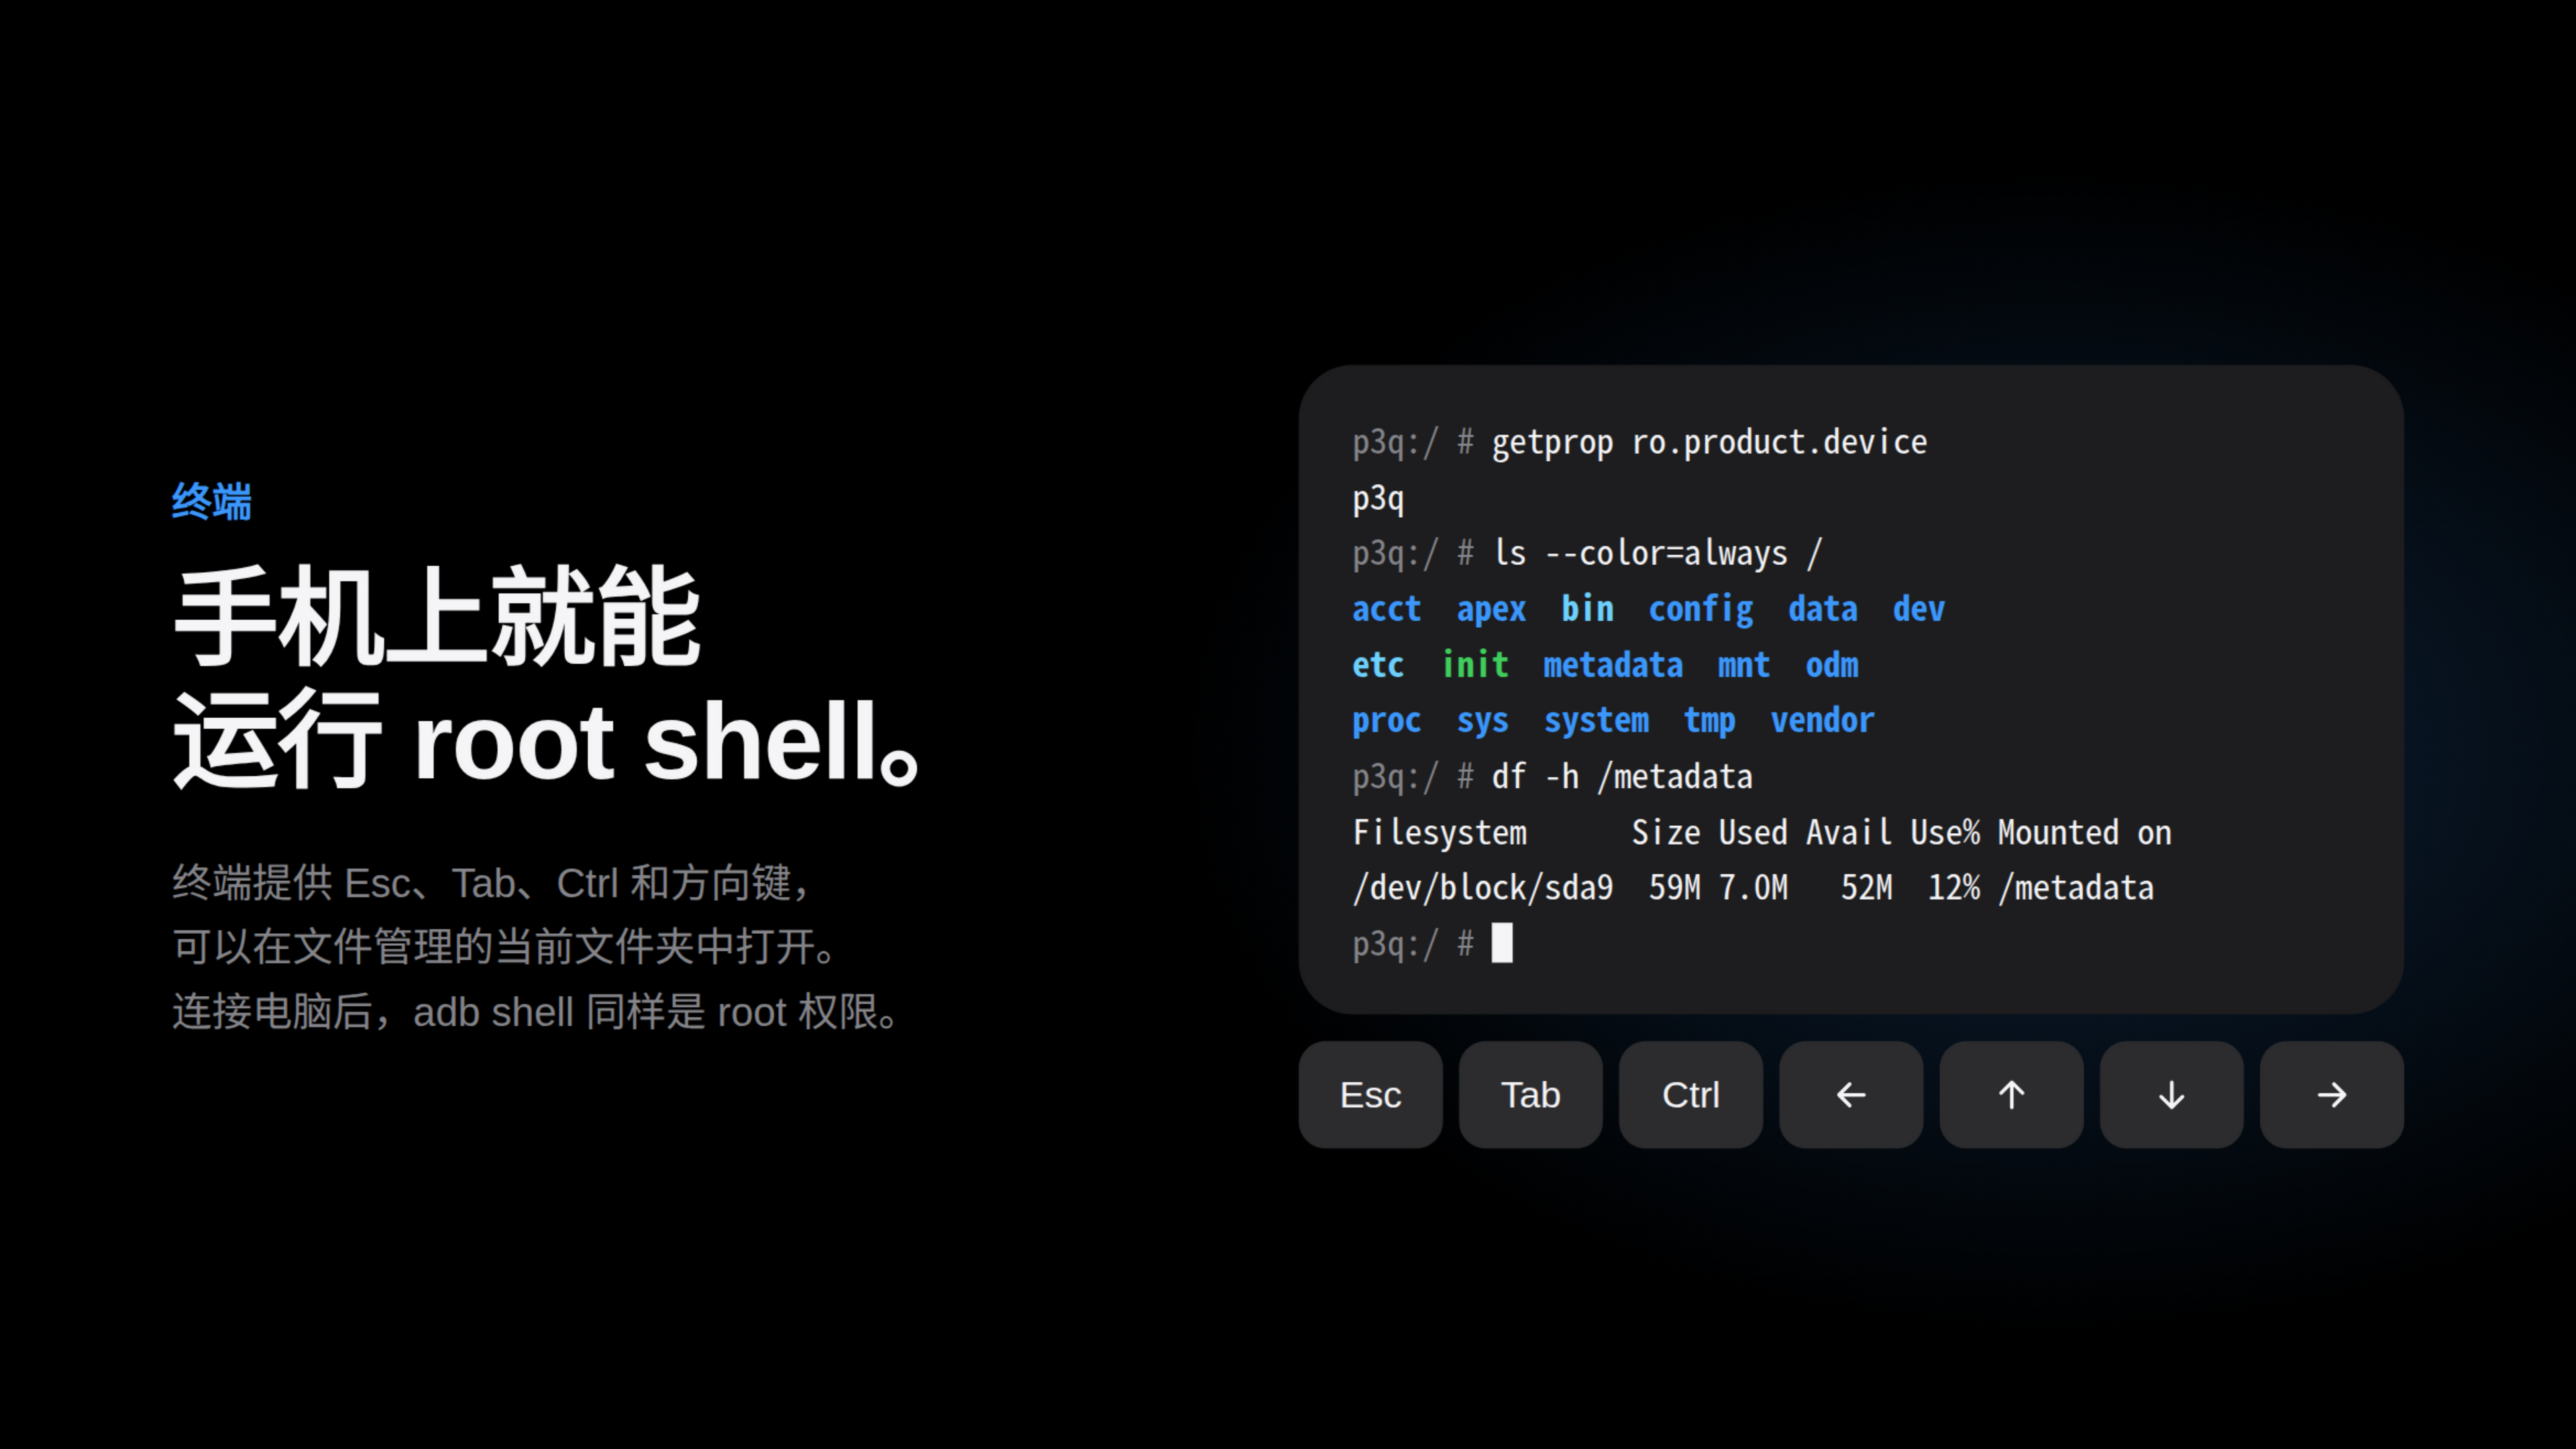 终端
手机上就能
运行 root shell。
终端提供 Esc、Tab、Ctrl 和方向键，
可以在文件管理的当前文件夹中打开。
连接电脑后，adb shell 同样是 root 权限。
p3q:/ # getprop ro.product.device
p3q
p3q:/ # ls --color=always /
acct  apex  bin  config  data  dev
etc  init  metadata  mnt  odm
proc  sys  system  tmp  vendor
p3q:/ # df -h /metadata
Filesystem      Size Used Avail Use% Mounted on
/dev/block/sda9  59M 7.0M   52M  12% /metadata
p3q:/ #
Esc Tab Ctrl ← ↑ ↓ →